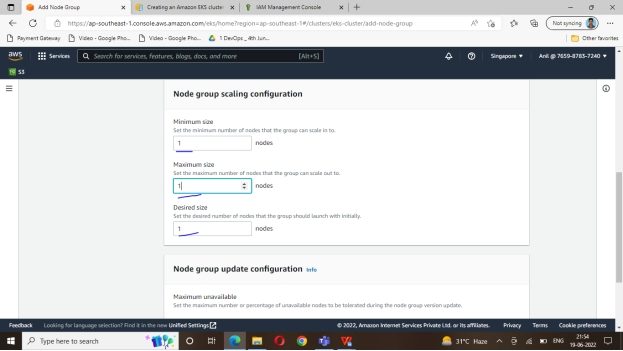 Add Node Group
Creating an Amazon EKS cluster
IAM Management Console
https://ap-southeast-1.console.aws.amazon.com/eks/home?region=ap-southeast-1#/clusters/eks-cluster/add-node-group
Not syncing
Payment Gateway
Video - Google Pho...
Video - Google Pho...
1 DevOps _ 4th Jun...
Other favorites
aws
Services
Search for services, features, blogs, docs, and more
[Alt+S]
Singapore
Anil @ 7659-8783-7240
S3
Node group scaling configuration
Minimum size
Set the minimum number of nodes that the group can scale in to.
1
nodes
Maximum size
Set the maximum number of nodes that the group can scale out to.
1
nodes
Desired size
Set the desired number of nodes that the group should launch with initially.
1
nodes
Node group update configuration Info
Maximum unavailable
Set the maximum number or percentage of unavailable nodes to be tolerated during the node group version update.
Feedback
Looking for language selection? Find it in the new Unified Settings
© 2022, Amazon Internet Services Private Ltd. or its affiliates.
Privacy
Terms
Cookie preferences
Type here to search
31°C Haze
ENG
21:54
19-06-2022